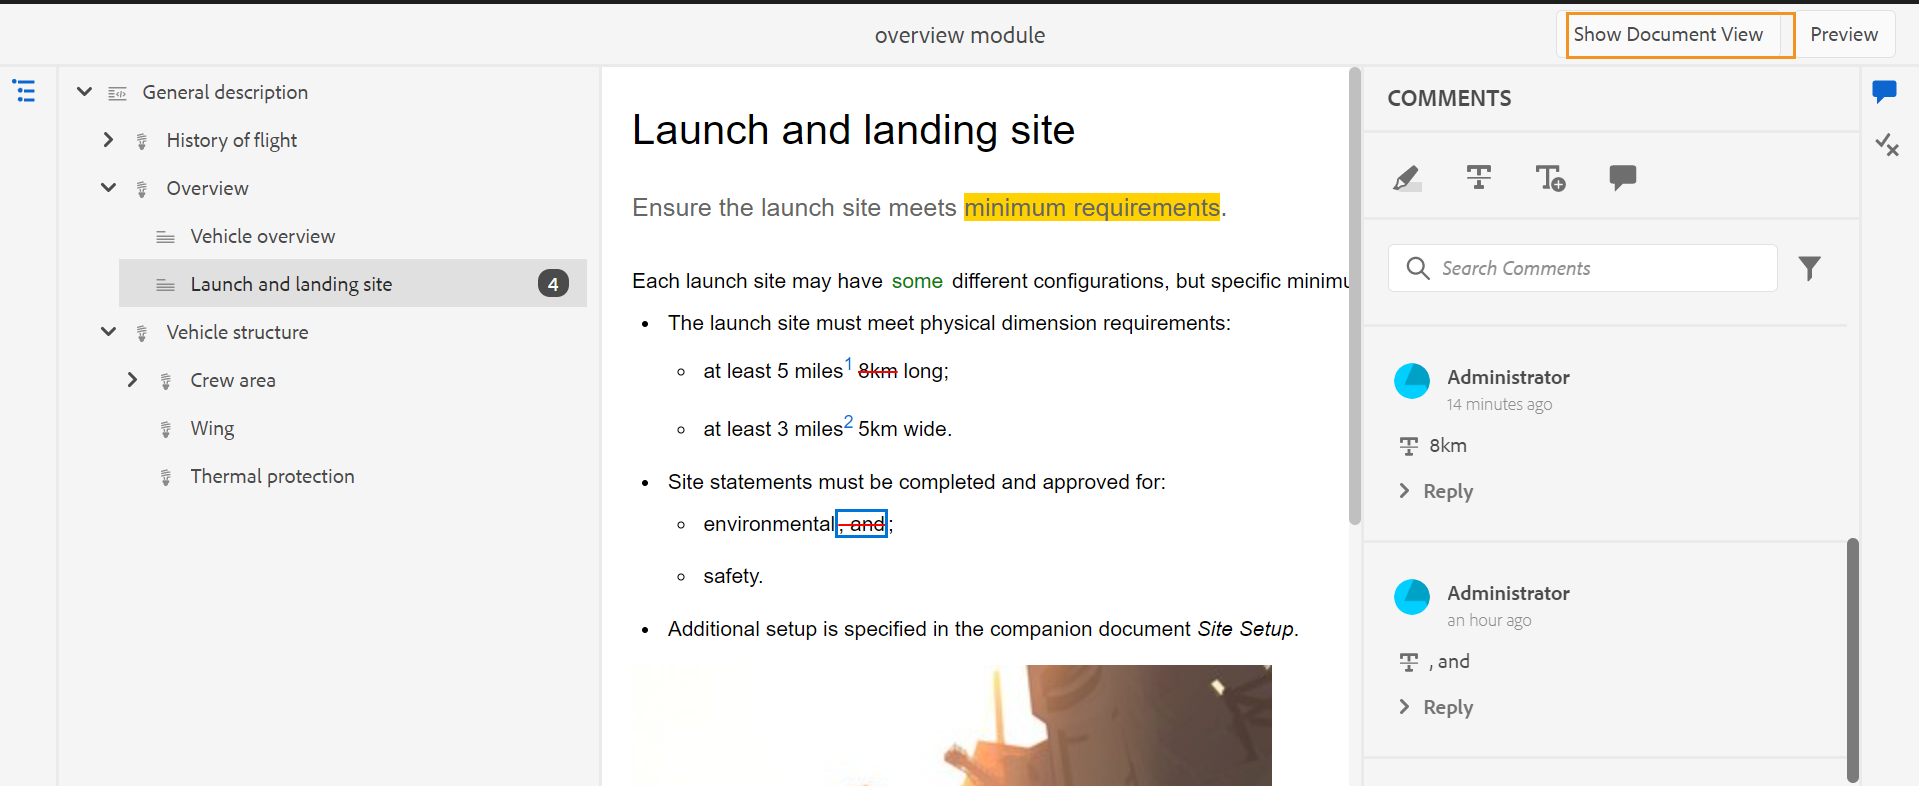 overview module
Show Document View
Preview
General description
History of flight
Overview
Vehicle overview
Launch and landing site
4
Vehicle structure
Crew area
Wing
Thermal protection
Launch and landing site
Ensure the launch site meets minimum requirements.
Each launch site may have some different configurations, but specific
The launch site must meet physical dimension requirements:
at least 5 miles1 8km long;
at least 3 miles2 5km wide.
Site statements must be completed and approved for:
environmental, and;
safety.
Additional setup is specified in the companion document Site Setup.
COMMENTS
Search Comments
Administrator
14 minutes ago
8km
Reply
Administrator
an hour ago
, and
Reply